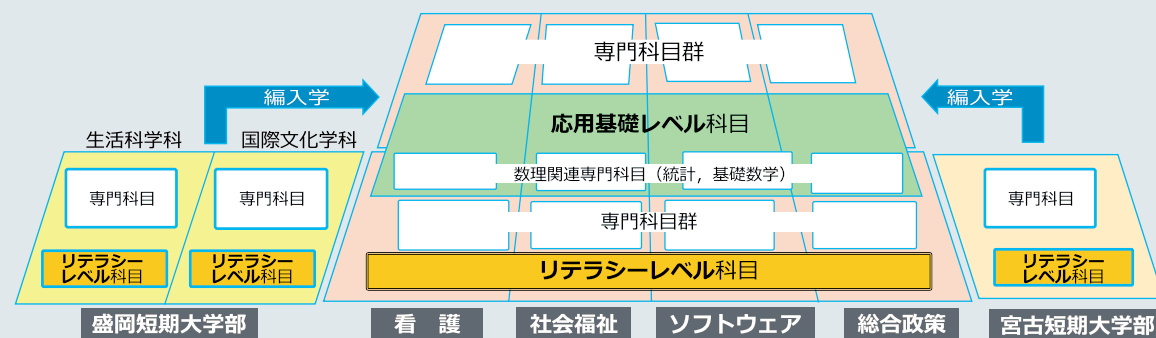 専門科目群
編入学
編入学
応用基礎レベル科目
生活科学科
国際文化学科
数理関連専門科目（統計，基礎数学）
専門科目
専門科目
専門科目
専門科目群
リテラシー
レベル科目
リテラシー
レベル科目
リテラシーレベル科目
リテラシー
レベル科目
盛岡短期大学部
看　護
社会福祉
ソフトウェア
総合政策
宮古短期大学部